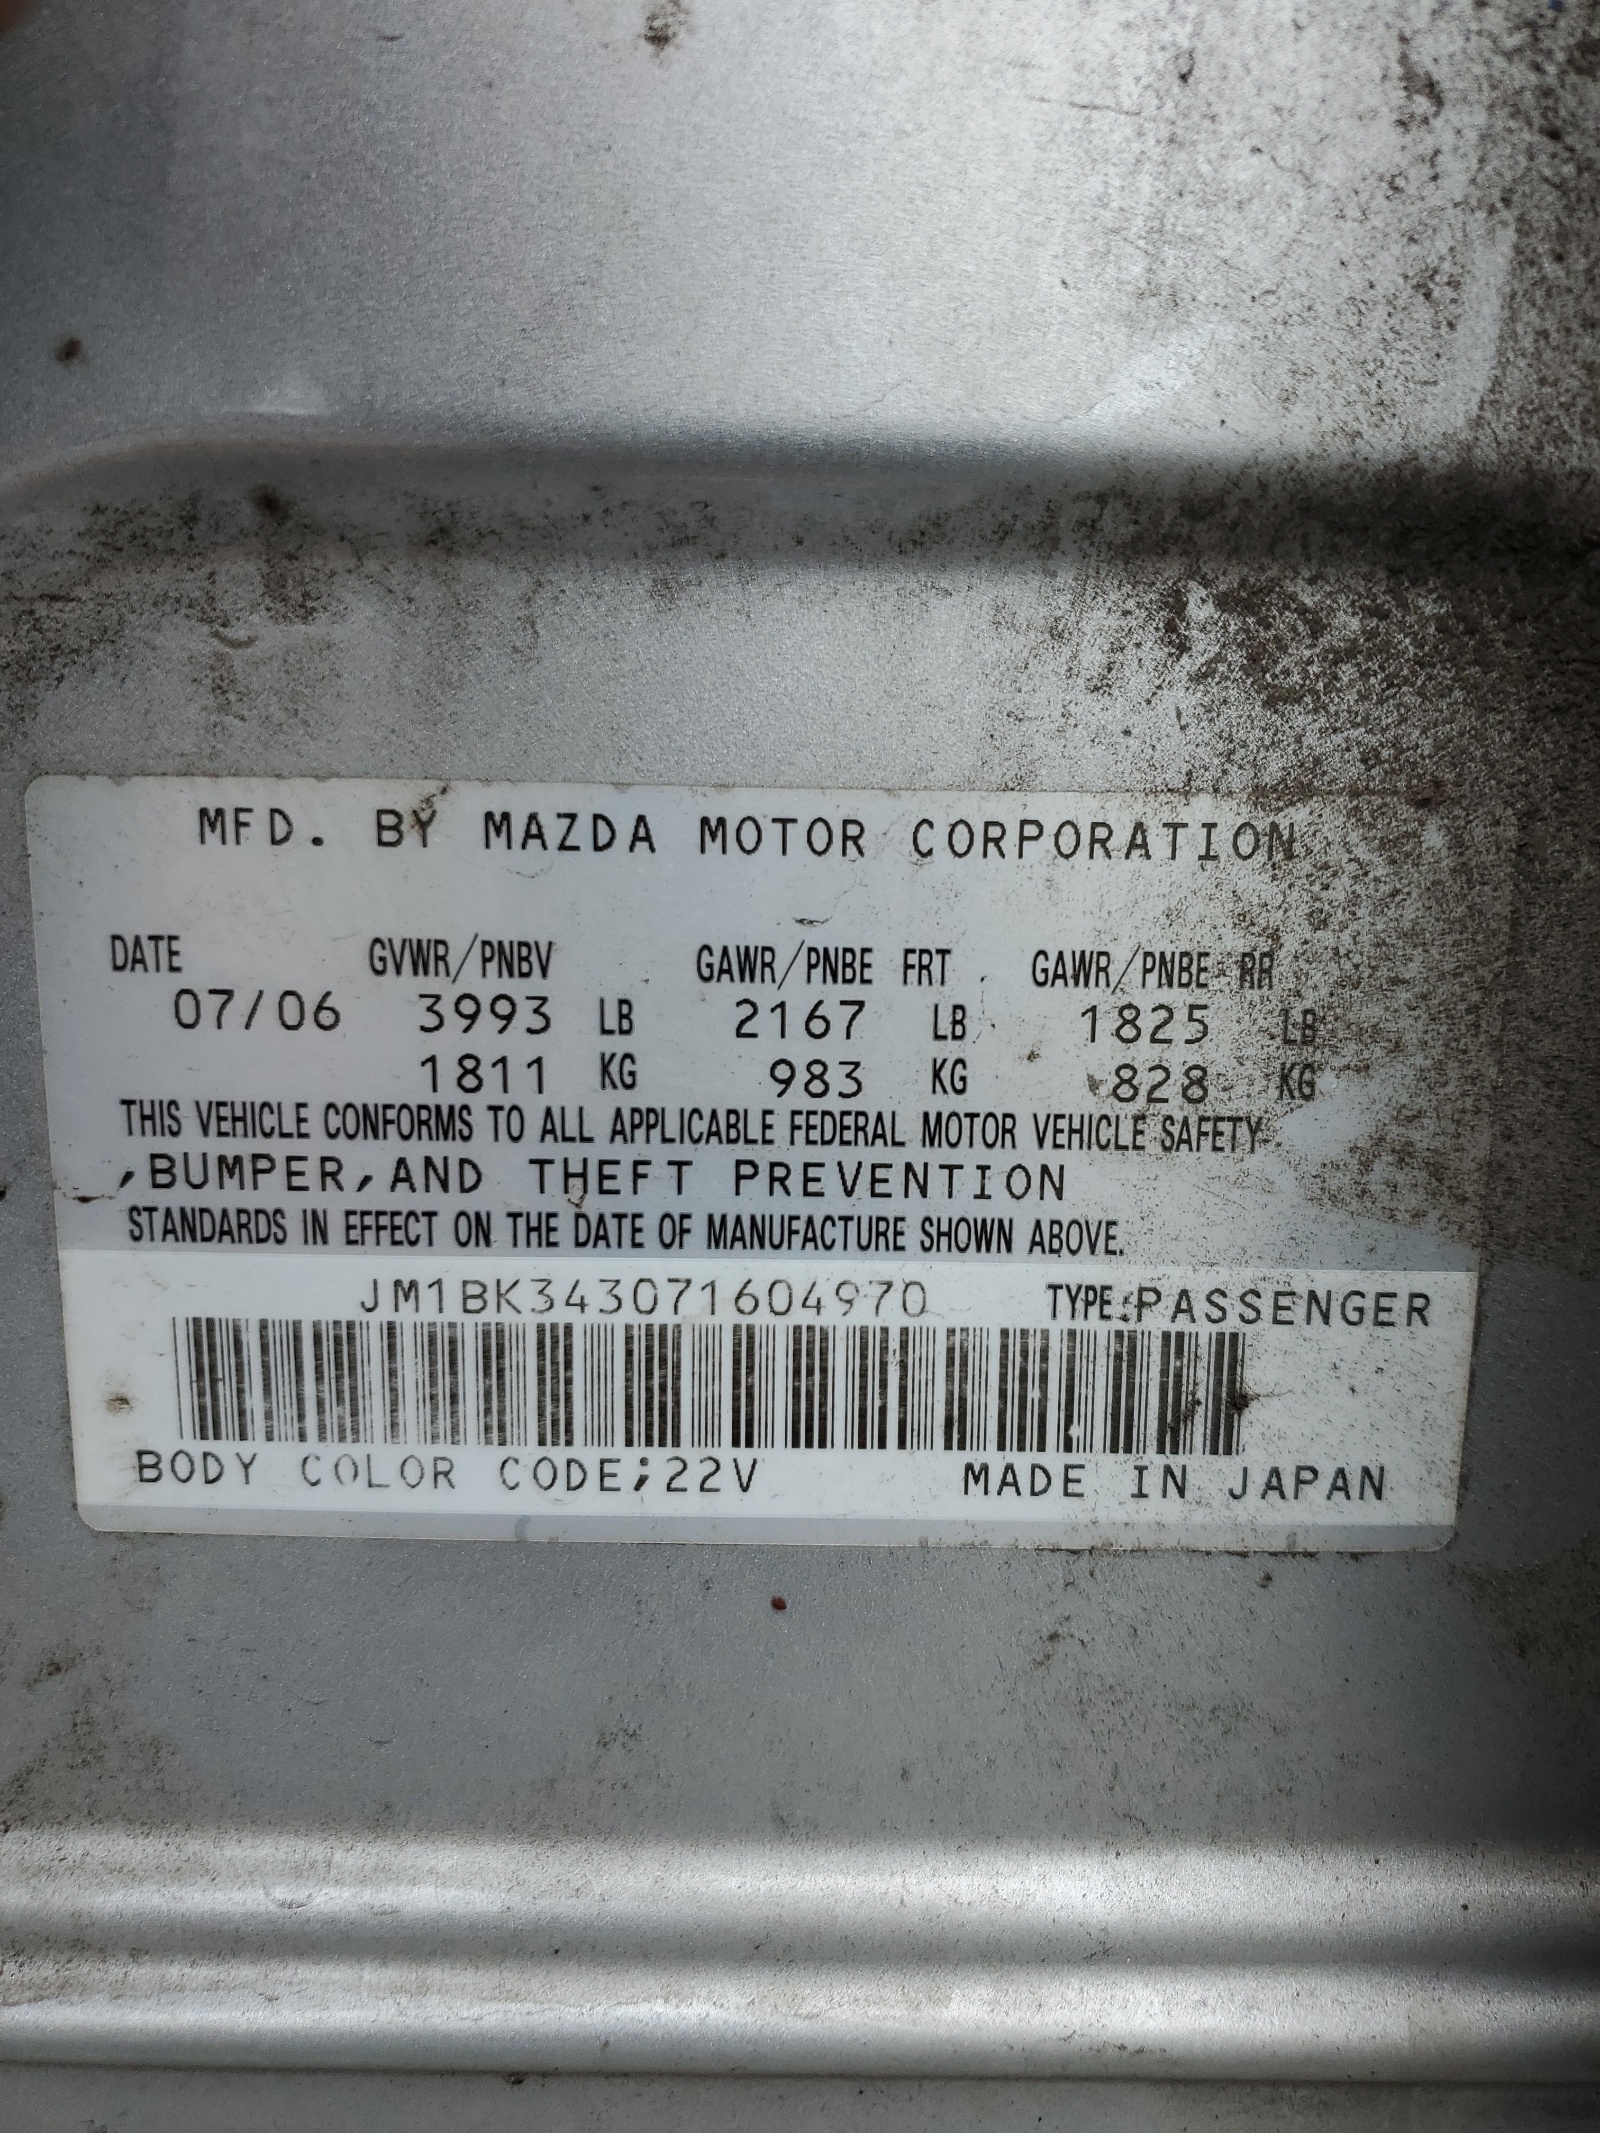 MFD. BY MAZDA MOTOR CORPORATION
DATE GVWR/PNBV GAWR/PNBE FRT GAWR/PNBE RR
07/06 3993 LB 2167 LB 1825 LB
1811 KG 983 KG 828 KG
THIS VEHICLE CONFORMS TO ALL APPLICABLE FEDERAL MOTOR VEHICLE SAFETY
,BUMPER,AND THEFT PREVENTION
STANDARDS IN EFFECT ON THE DATE OF MANUFACTURE SHOWN ABOVE.
JM1BK343071604970 TYPE:PASSENGER
BODY COLOR CODE;22V MADE IN JAPAN